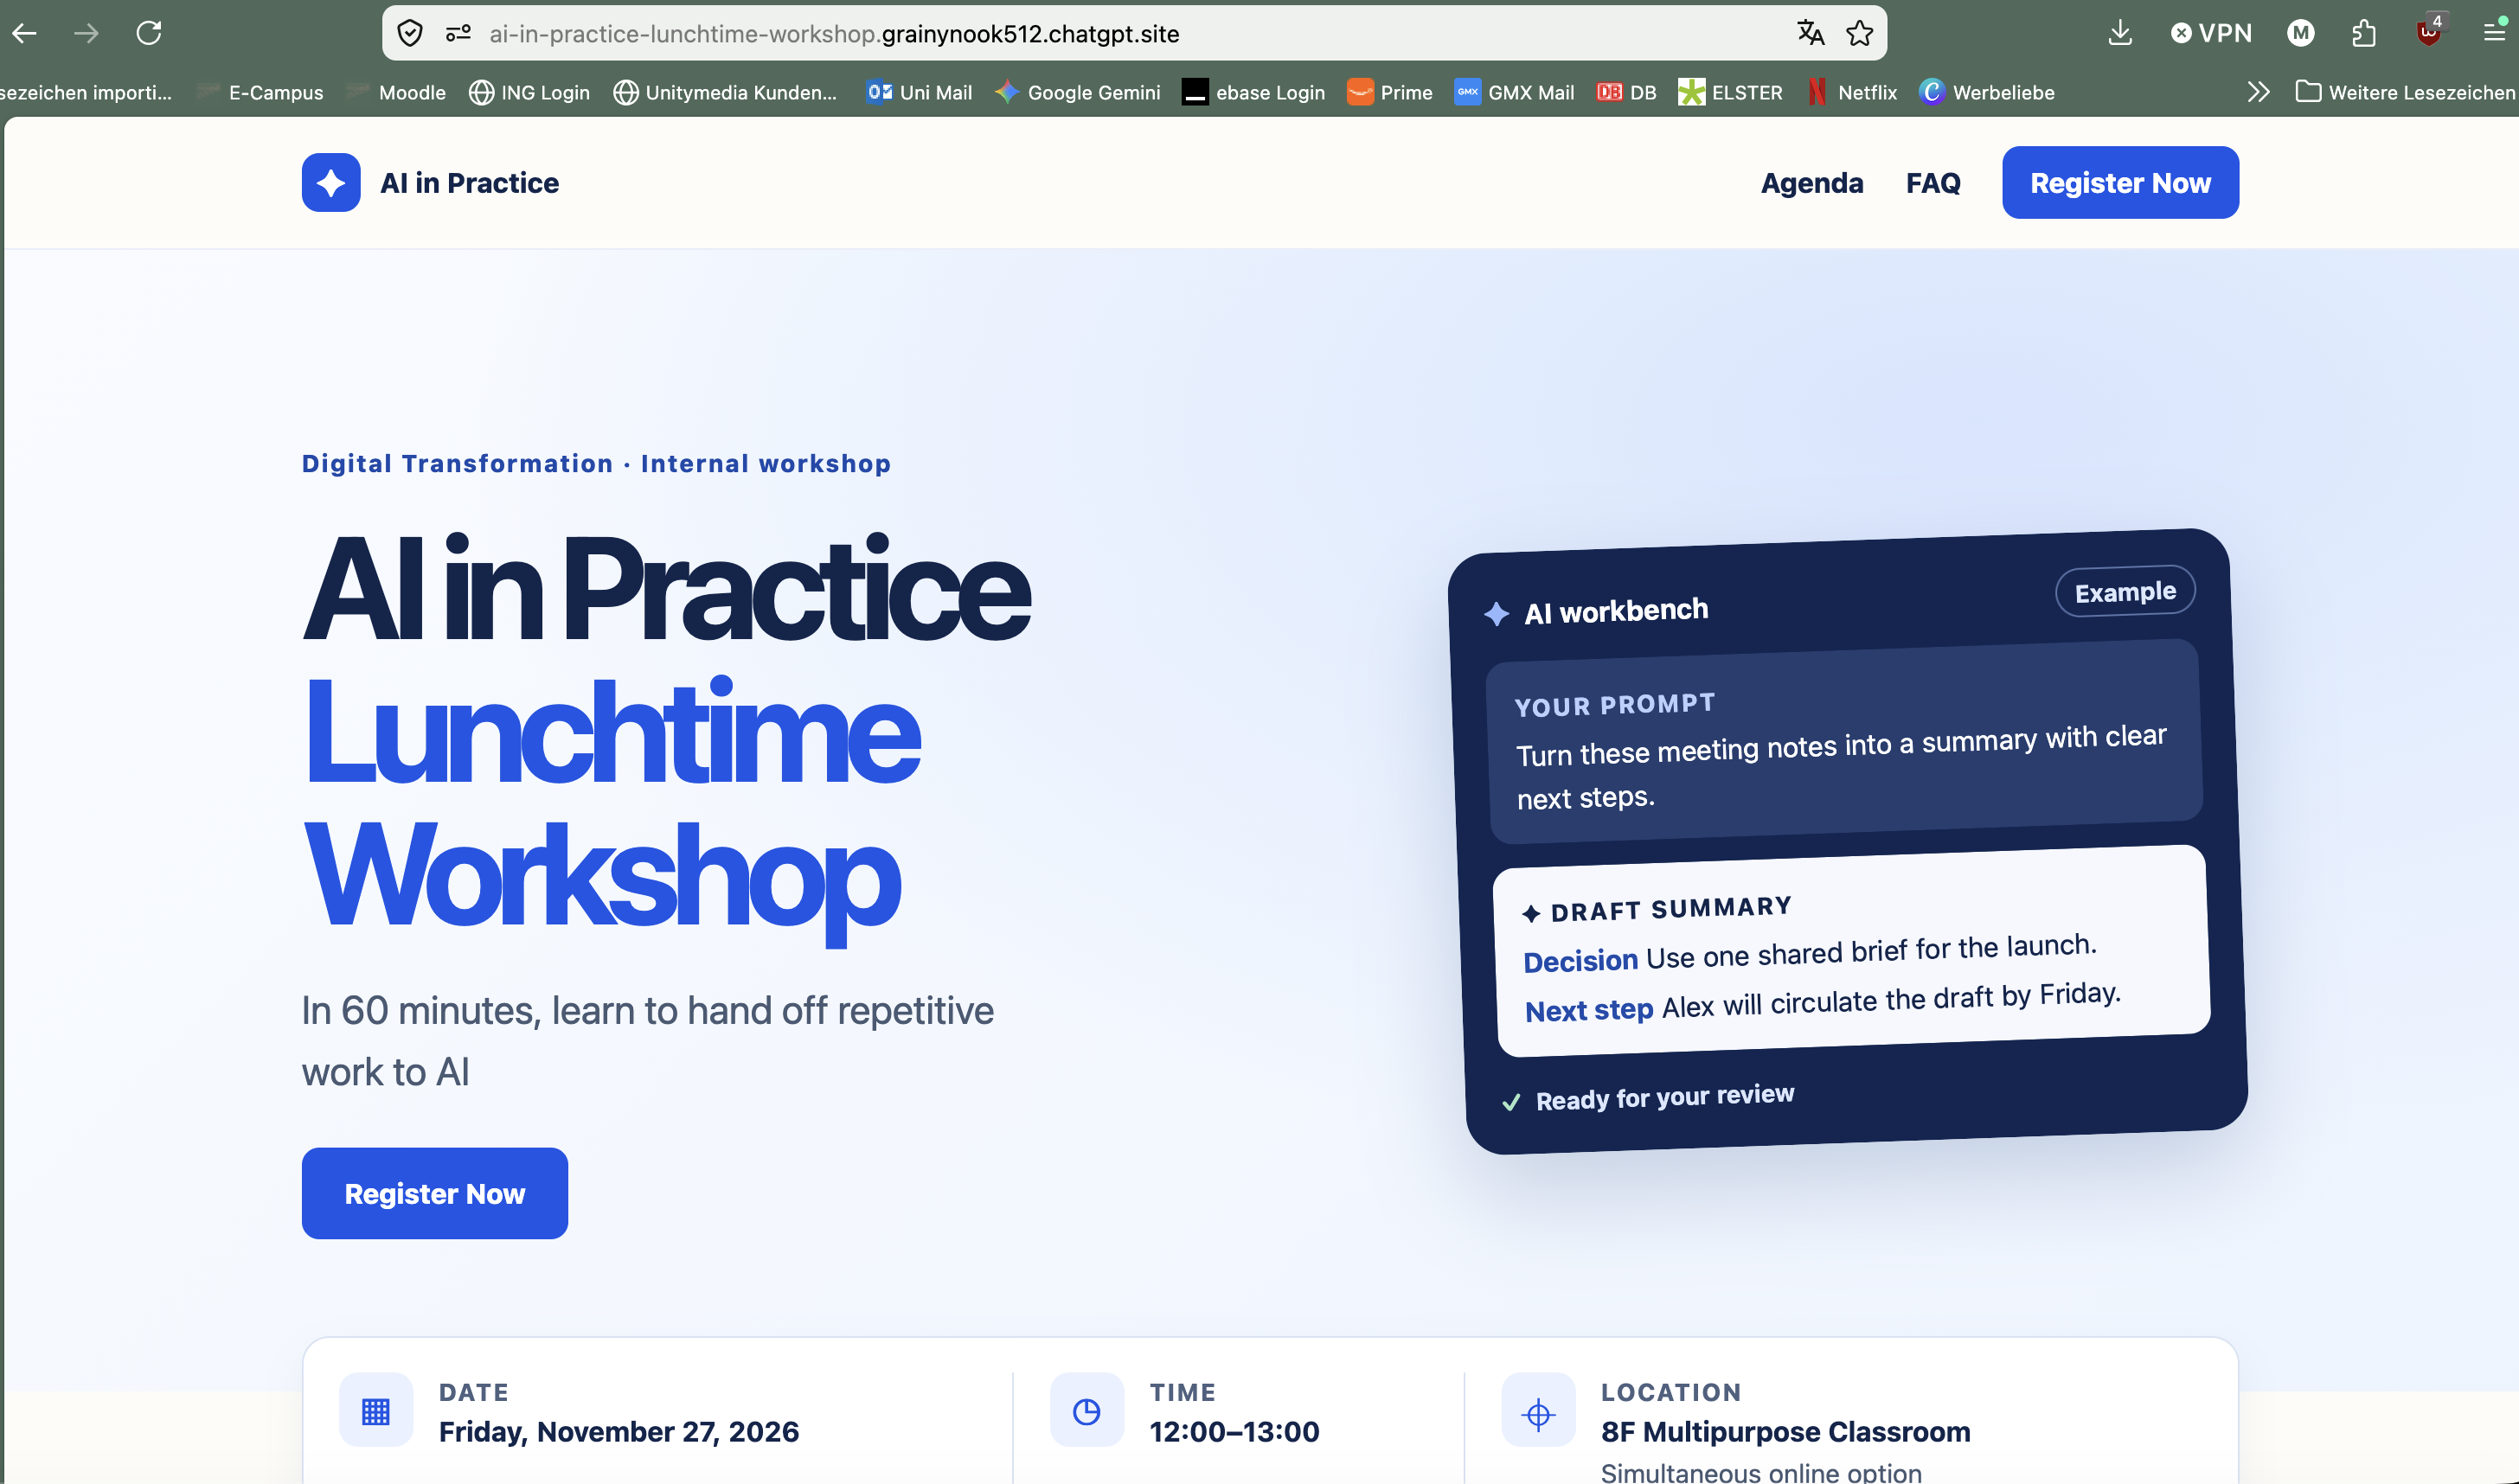 ai-in-practice-lunchtime-workshop.grainynook512.chatgpt.site
VPN
M
4
sezeichen importi...
E-Campus
Moodle
ING Login
Unitymedia Kunden...
Uni Mail
Google Gemini
ebase Login
Prime
GMX
GMX Mail
DB
DB
ELSTER
Netflix
Werbeliebe
Weitere Lesezeichen
AI in Practice
Agenda
FAQ
Register Now
Digital Transformation · Internal workshop
AI in Practice
Lunchtime
Workshop
In 60 minutes, learn to hand off repetitive
work to AI
Register Now
AI workbench
Example
YOUR PROMPT
Turn these meeting notes into a summary with clear
next steps.
DRAFT SUMMARY
Decision Use one shared brief for the launch.
Next step Alex will circulate the draft by Friday.
Ready for your review
DATE
Friday, November 27, 2026
TIME
12:00–13:00
LOCATION
8F Multipurpose Classroom
Simultaneous online option